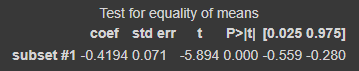 Test for equality of means
coef std err t P>|t| [0.025 0.975]
subset #1 -0.4194 0.071 -5.894 0.000 -0.559 -0.280